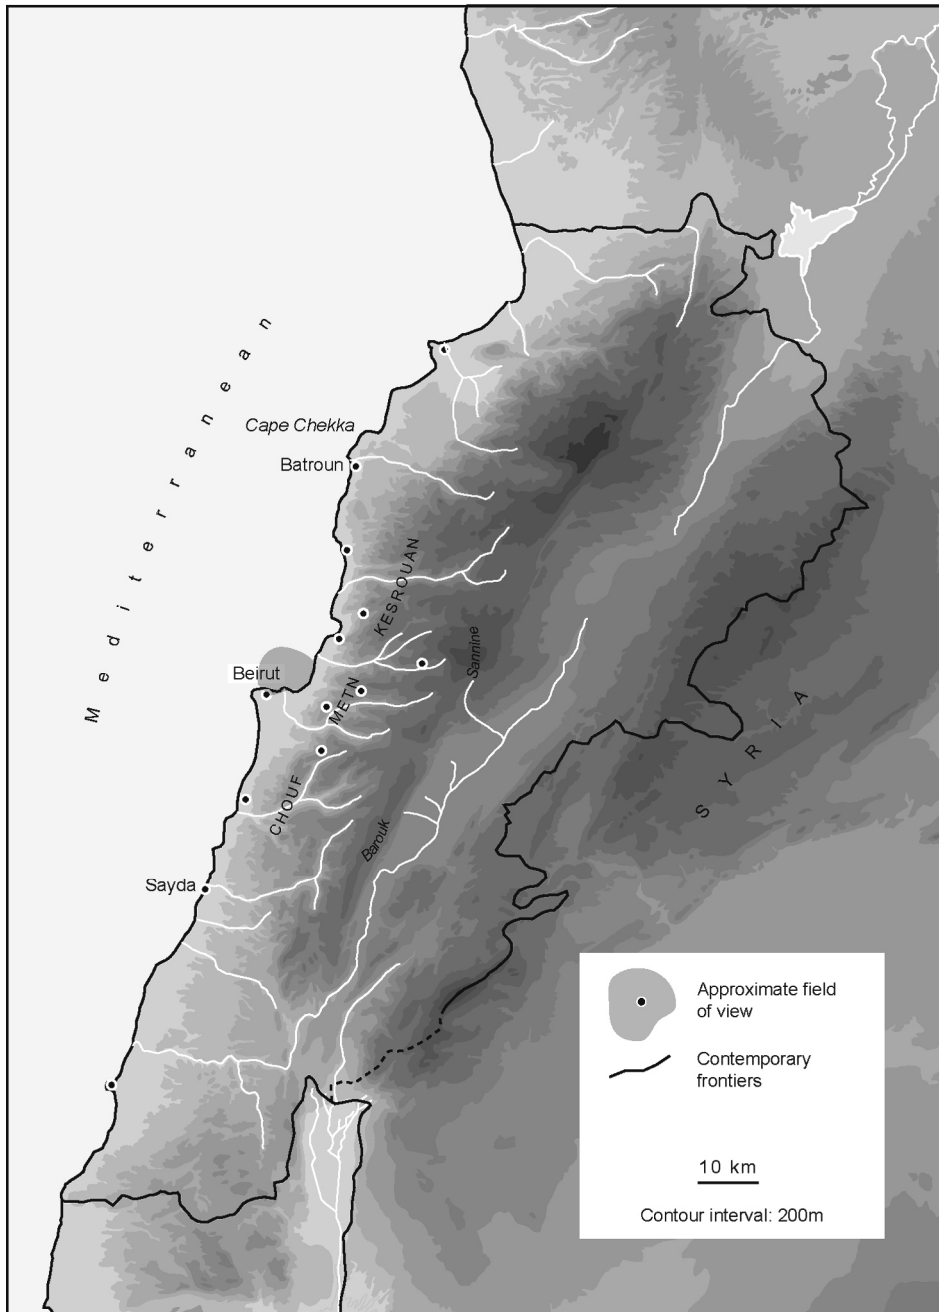 Mediterranean
Cape Chekka
Batroun
KESROUAN
Sannine
Beirut
METN
SYRIA
CHOUF
Barouk
Sayda
Approximate field
of view
Contemporary
frontiers
10 km
Contour interval: 200m